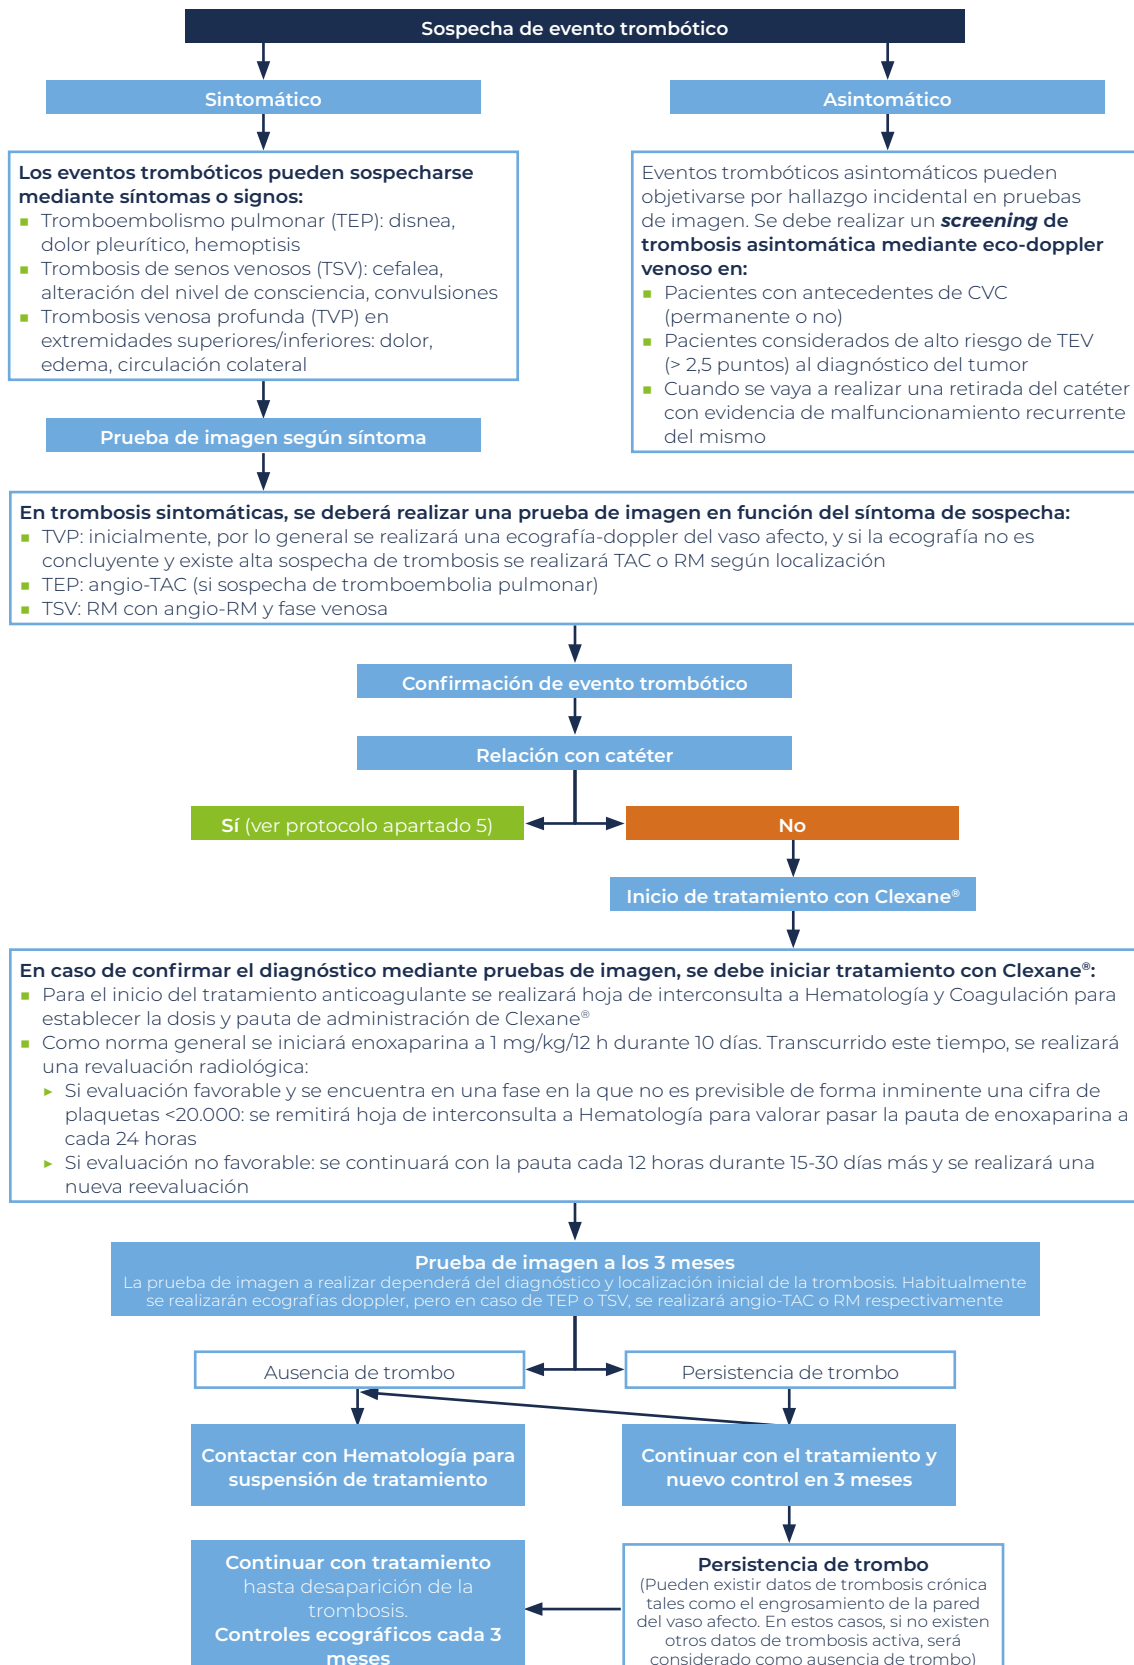 Sospecha de evento trombótico
Sintomático
Asintomático
Los eventos trombóticos pueden sospecharse
mediante síntomas o signos:
▪ Tromboembolismo pulmonar (TEP): disnea,
dolor pleurítico, hemoptisis
▪ Trombosis de senos venosos (TSV): cefalea,
alteración del nivel de consciencia, convulsiones
▪ Trombosis venosa profunda (TVP) en
extremidades superiores/inferiores: dolor,
edema, circulación colateral
Eventos trombóticos asintomáticos pueden
objetivarse por hallazgo incidental en pruebas
de imagen. Se debe realizar un screening de
trombosis asintomática mediante eco-doppler
venoso en:
▪ Pacientes con antecedentes de CVC
(permanente o no)
▪ Pacientes considerados de alto riesgo de TEV
(> 2,5 puntos) al diagnóstico del tumor
▪ Cuando se vaya a realizar una retirada del catéter
con evidencia de malfuncionamiento recurrente
del mismo
Prueba de imagen según síntoma
En trombosis sintomáticas, se deberá realizar una prueba de imagen en función del síntoma de sospecha:
▪ TVP: inicialmente, por lo general se realizará una ecografía-doppler del vaso afecto, y si la ecografía no es
concluyente y existe alta sospecha de trombosis se realizará TAC o RM según localización
▪ TEP: angio-TAC (si sospecha de tromboembolia pulmonar)
▪ TSV: RM con angio-RM y fase venosa
Confirmación de evento trombótico
Relación con catéter
Sí (ver protocolo apartado 5)
No
Inicio de tratamiento con Clexane®
En caso de confirmar el diagnóstico mediante pruebas de imagen, se debe iniciar tratamiento con Clexane®:
▪ Para el inicio del tratamiento anticoagulante se realizará hoja de interconsulta a Hematología y Coagulación para
establecer la dosis y pauta de administración de Clexane®
▪ Como norma general se iniciará enoxaparina a 1 mg/kg/12 h durante 10 días. Transcurrido este tiempo, se realizará
una revaluación radiológica:
▸ Si evaluación favorable y se encuentra en una fase en la que no es previsible de forma inminente una cifra de
plaquetas <20.000: se remitirá hoja de interconsulta a Hematología para valorar pasar la pauta de enoxaparina a
cada 24 horas
▸ Si evaluación no favorable: se continuará con la pauta cada 12 horas durante 15-30 días más y se realizará una
nueva reevaluación
Prueba de imagen a los 3 meses
La prueba de imagen a realizar dependerá del diagnóstico y localización inicial de la trombosis. Habitualmente
se realizarán ecografías doppler, pero en caso de TEP o TSV, se realizará angio-TAC o RM respectivamente
Ausencia de trombo
Persistencia de trombo
Contactar con Hematología para
suspensión de tratamiento
Continuar con el tratamiento y
nuevo control en 3 meses
Continuar con tratamiento
hasta desaparición de la
trombosis.
Controles ecográficos cada 3
meses
Persistencia de trombo
(Pueden existir datos de trombosis crónica
tales como el engrosamiento de la pared
del vaso afecto. En estos casos, si no existen
otros datos de trombosis activa, será
considerado como ausencia de trombo)